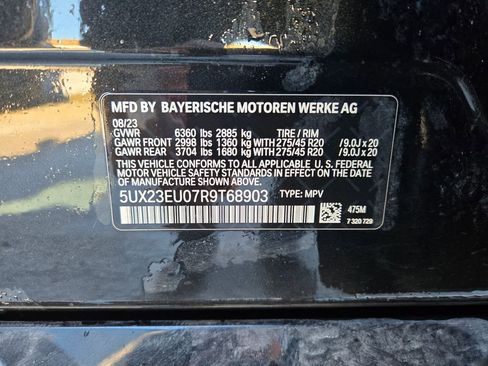 MFD BY BAYERISCHE MOTOREN WERKE AG
08/23
GVWR 6360 lbs 2885 kg TIRE / RIM
GAWR FRONT 2998 lbs 1360 kg WITH 275/45 R20 /9.0J x 20
GAWR REAR 3704 lbs 1680 kg WITH 275/45 R20 /9.0J x 20
THIS VEHICLE CONFORMS TO ALL APPLICABLE U. S. FEDERAL
MOTOR VEHICLE SAFETY STANDARDS IN EFFECT ON THE DATE
OF MANUFACTURE SHOWN ABOVE.
5UX23EU07R9T68903 TYPE: MPV
475M
7 320 729